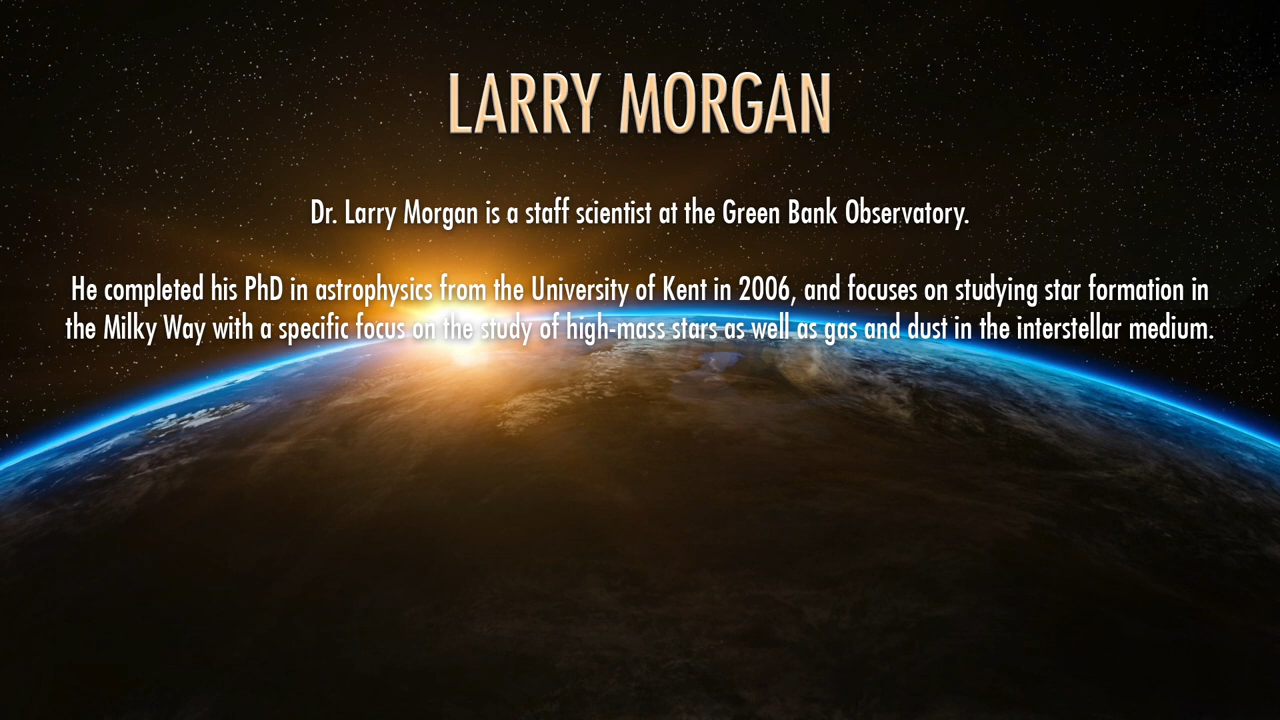 LARRY MORGAN
Dr. Larry Morgan is a staff scientist at the Green Bank Observatory.
He completed his PhD in astrophysics from the University of Kent in 2006, and focuses on studying star formation in
the Milky Way with a specific focus on the study of high-mass stars as well as gas and dust in the interstellar medium.